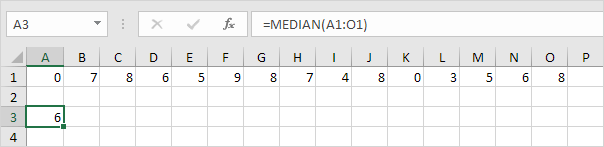 A3 fx =MEDIAN(A1:O1)
A B C D E F G H I J K L M N O P
1 0 7 8 6 5 9 8 7 4 8 0 3 5 6 8
2
3 6
4